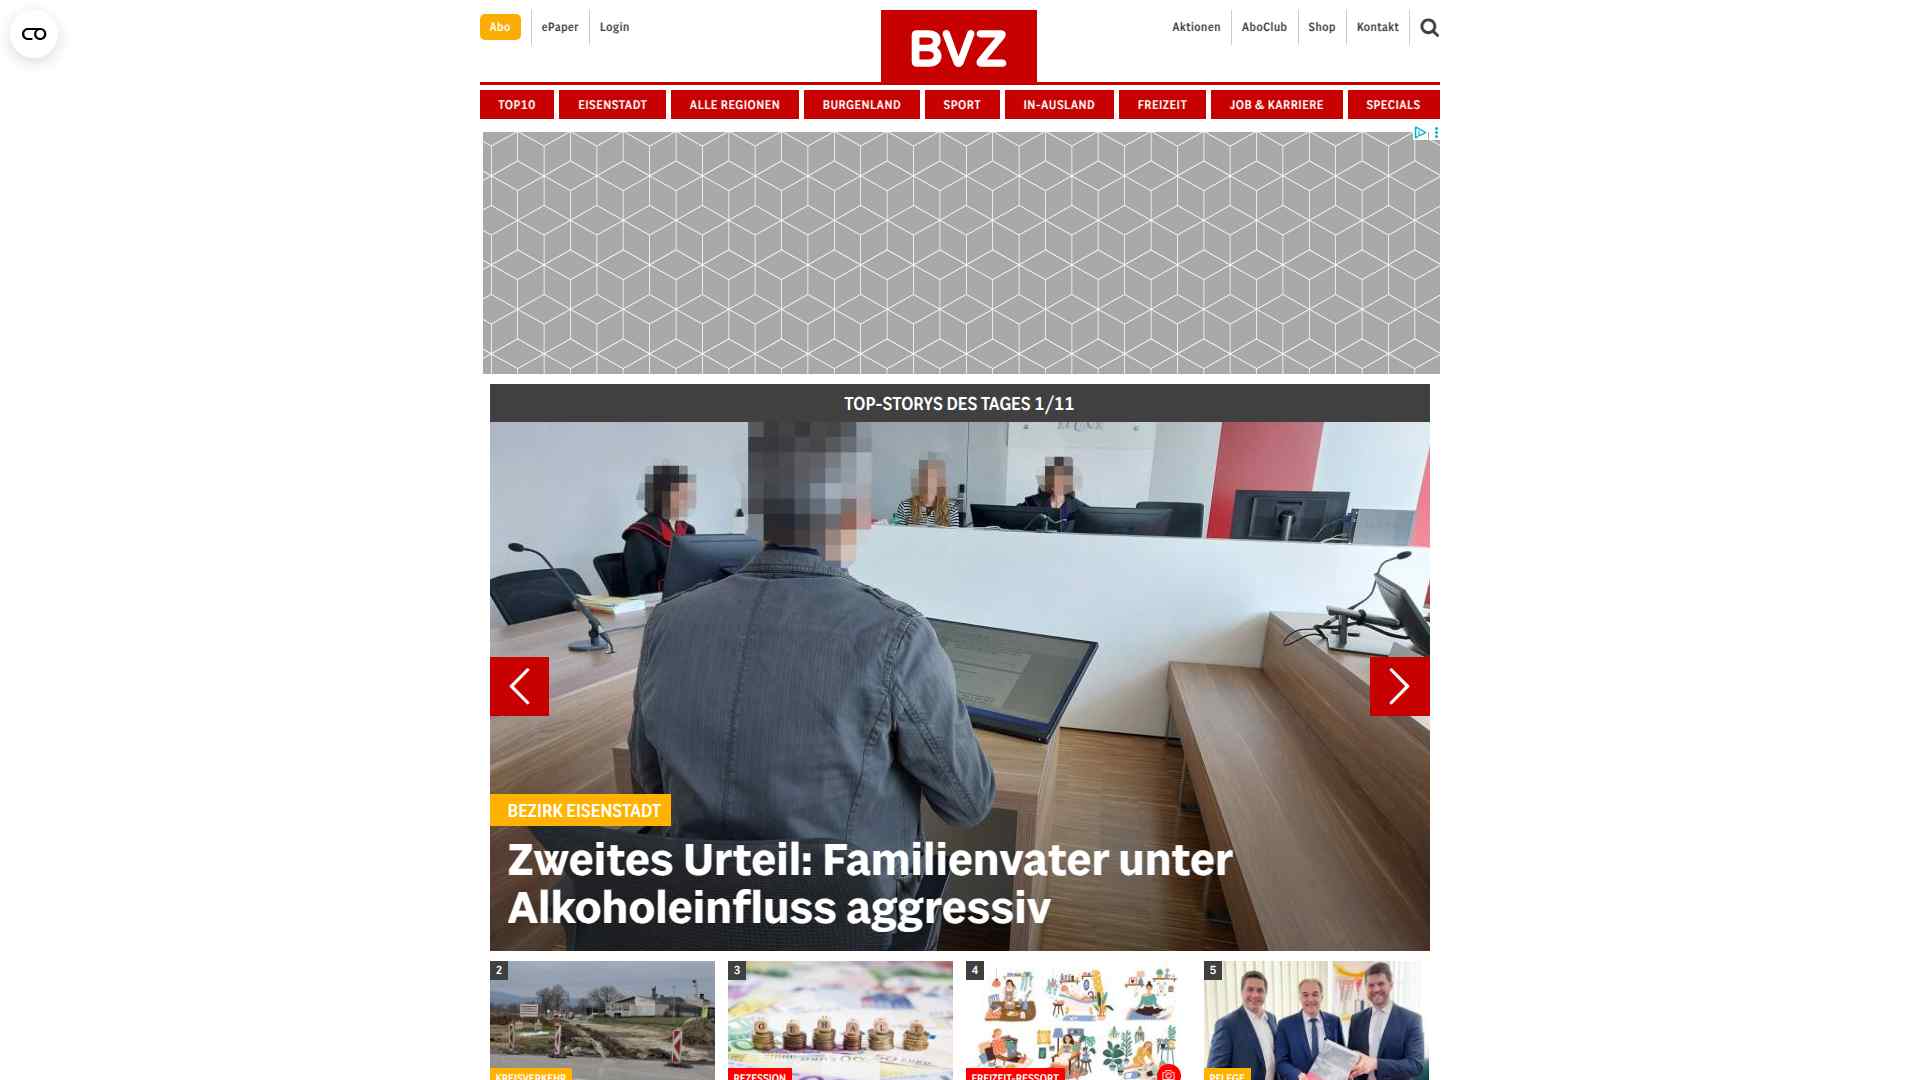 Abo
ePaper
Login
BVZ
Aktionen
AboClub
Shop
Kontakt
TOP10
EISENSTADT
ALLE REGIONEN
BURGENLAND
SPORT
IN-AUSLAND
FREIZEIT
JOB & KARRIERE
SPECIALS
TOP-STORYS DES TAGES 1/11
BEZIRK EISENSTADT
Zweites Urteil: Familienvater unter
Alkoholeinfluss aggressiv
2
3
4
5
GEHALT
KREISVERKEHR
REZESSION
FREIZEIT-RESSORT
PFLEGE